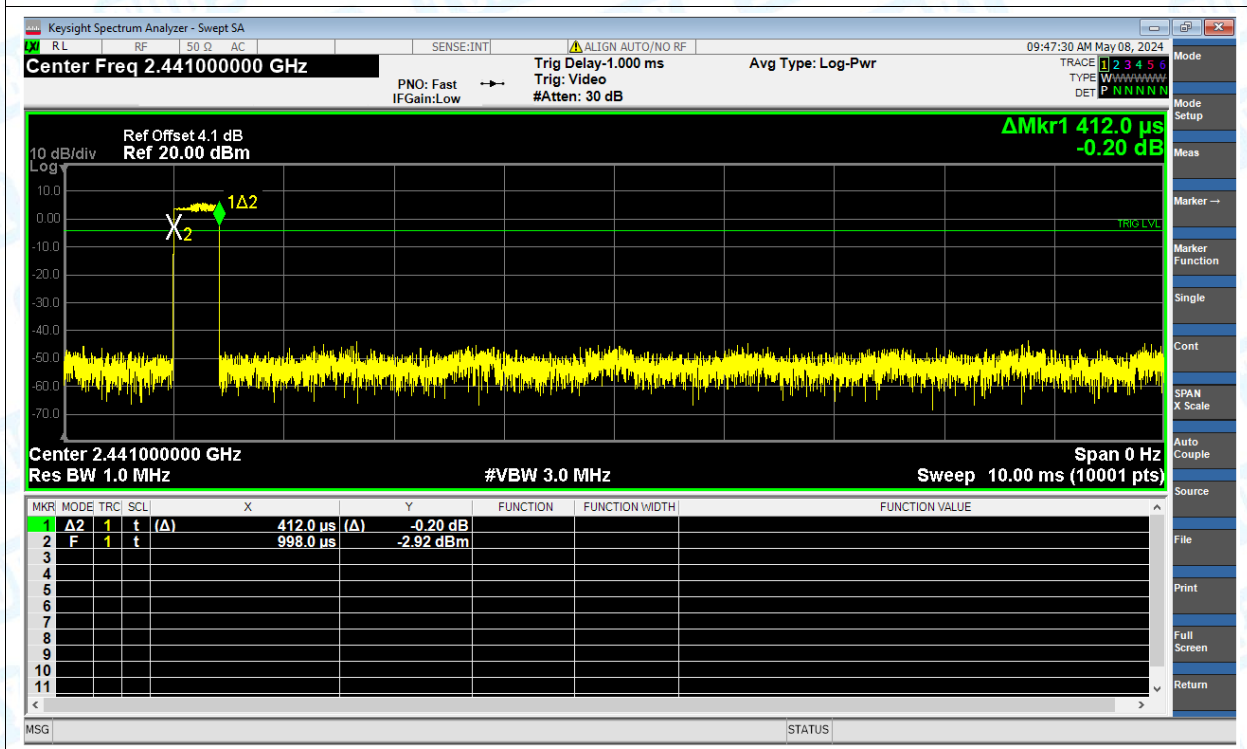 Keysight Spectrum Analyzer - Swept SA
LXI RL RF 50 Ω AC SENSE:INT ALIGN AUTO/NO RF 09:47:30 AM May 08, 2024
Center Freq 2.441000000 GHz
PNO: Fast
IFGain:Low
Trig Delay-1.000 ms
Trig: Video
#Atten: 30 dB
Avg Type: Log-Pwr
TRACE 1 2 3 4 5 6
TYPE WWWWWW
DET P N N N N N
ΔMkr1 412.0 µs
-0.20 dB
Ref Offset 4.1 dB
10 dB/div Ref 20.00 dBm
Log
10.0
0.00
-10.0
-20.0
-30.0
-40.0
-50.0
-60.0
-70.0
1Δ2
X2
TRIG LVL
Center 2.441000000 GHz Span 0 Hz
Res BW 1.0 MHz #VBW 3.0 MHz Sweep 10.00 ms (10001 pts)
MKR MODE TRC SCL X Y FUNCTION FUNCTION WIDTH FUNCTION VALUE
1 Δ2 1 t (Δ) 412.0 µs (Δ) -0.20 dB
2 F 1 t 998.0 µs -2.92 dBm
3
4
5
6
7
8
9
10
11
MSG STATUS
Mode
Mode
Setup
Meas
Marker →
Marker
Function
Single
Cont
SPAN
X Scale
Auto
Couple
Source
File
Print
Full
Screen
Return